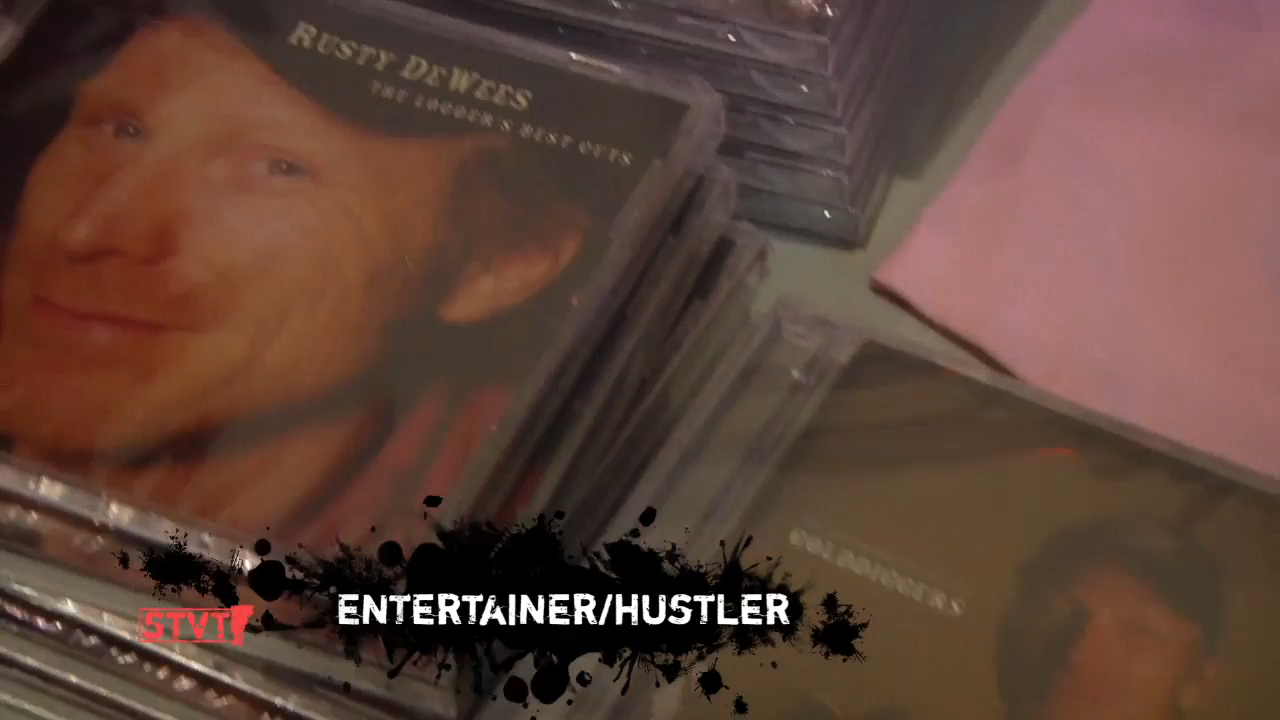 RUSTY DEWEES
THE LOGGER'S BEST CUTS
STVT
ENTERTAINER/HUSTLER